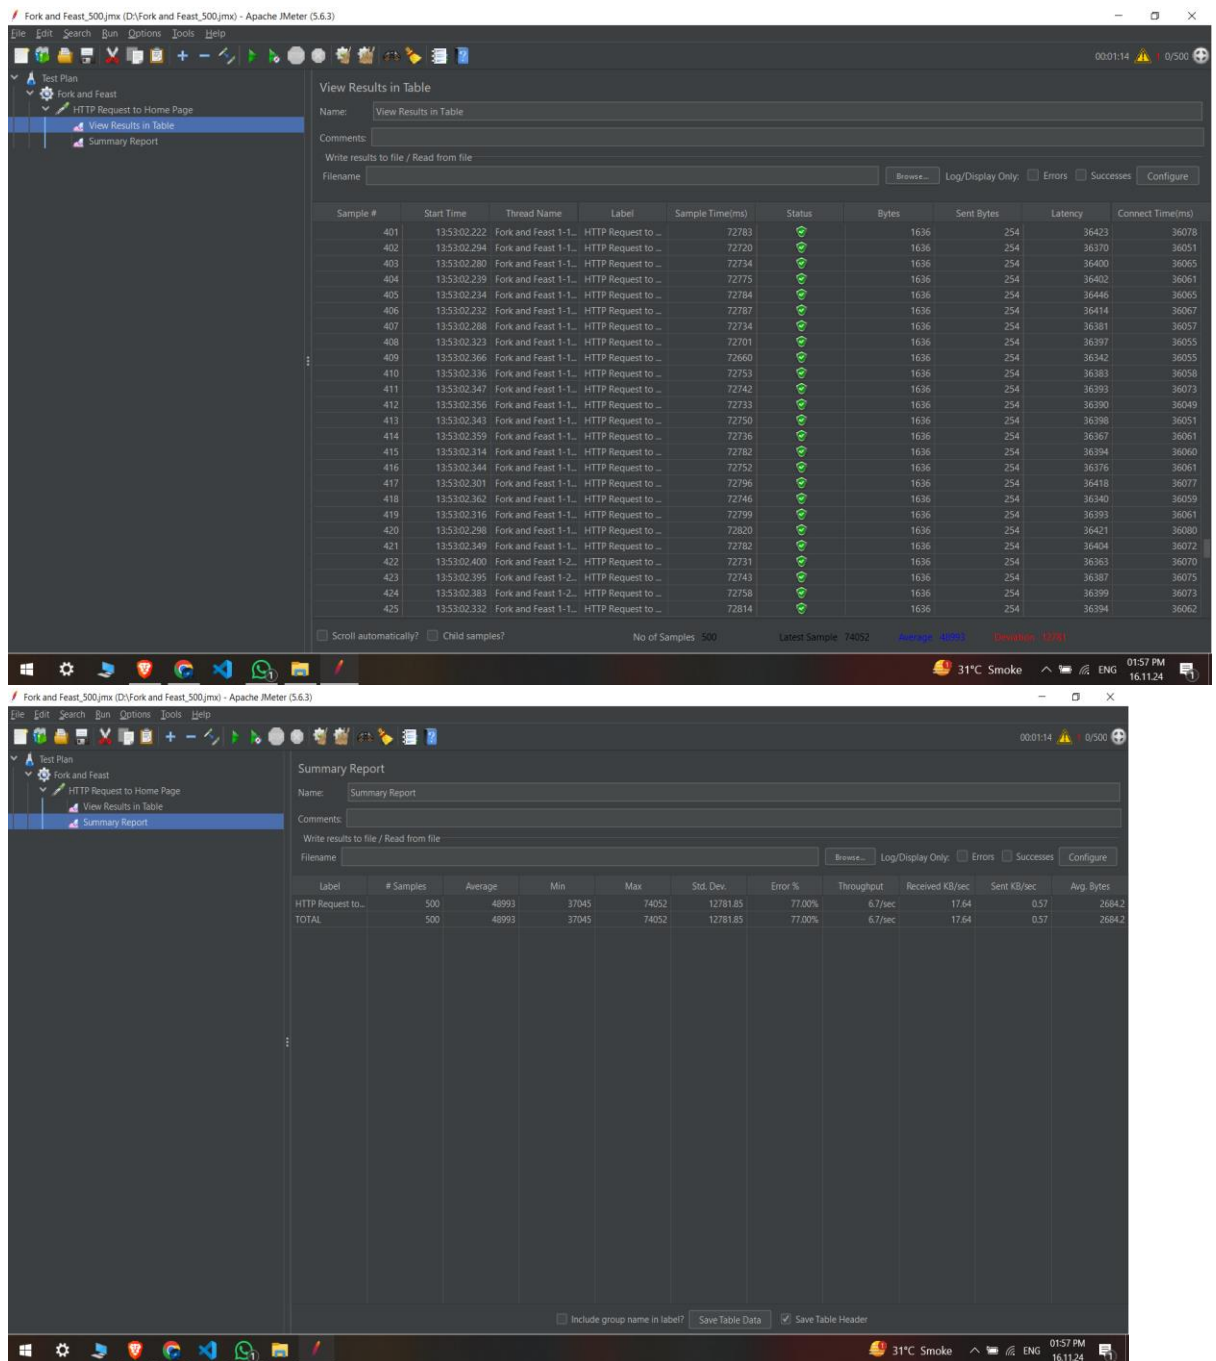 Fork and Feast_500.jmx (D:\Fork and Feast_500.jmx) - Apache JMeter (5.6.3)
File Edit Search Run Options Tools Help
00:01:14 0/500
Test Plan
Fork and Feast
HTTP Request to Home Page
View Results in Table
Summary Report
View Results in Table
Name: View Results in Table
Comments:
Write results to file / Read from file
Filename Browse... Log/Display Only: Errors Successes Configure
Sample # Start Time Thread Name Label Sample Time(ms) Status Bytes Sent Bytes Latency Connect Time(ms)
401 13:53:02.222 Fork and Feast 1-1... HTTP Request to ... 72783 1636 254 36423 36078
402 13:53:02.294 Fork and Feast 1-1... HTTP Request to ... 72720 1636 254 36370 36051
403 13:53:02.280 Fork and Feast 1-1... HTTP Request to ... 72734 1636 254 36400 36065
404 13:53:02.239 Fork and Feast 1-1... HTTP Request to ... 72775 1636 254 36402 36061
405 13:53:02.234 Fork and Feast 1-1... HTTP Request to ... 72784 1636 254 36446 36065
406 13:53:02.232 Fork and Feast 1-1... HTTP Request to ... 72787 1636 254 36414 36067
407 13:53:02.288 Fork and Feast 1-1... HTTP Request to ... 72734 1636 254 36381 36057
408 13:53:02.323 Fork and Feast 1-1... HTTP Request to ... 72701 1636 254 36397 36055
409 13:53:02.366 Fork and Feast 1-1... HTTP Request to ... 72660 1636 254 36342 36055
410 13:53:02.336 Fork and Feast 1-1... HTTP Request to ... 72753 1636 254 36383 36058
411 13:53:02.347 Fork and Feast 1-1... HTTP Request to ... 72742 1636 254 36393 36073
412 13:53:02.356 Fork and Feast 1-1... HTTP Request to ... 72733 1636 254 36390 36049
413 13:53:02.343 Fork and Feast 1-1... HTTP Request to ... 72750 1636 254 36398 36051
414 13:53:02.359 Fork and Feast 1-1... HTTP Request to ... 72736 1636 254 36367 36061
415 13:53:02.314 Fork and Feast 1-1... HTTP Request to ... 72782 1636 254 36394 36060
416 13:53:02.344 Fork and Feast 1-1... HTTP Request to ... 72752 1636 254 36376 36061
417 13:53:02.301 Fork and Feast 1-1... HTTP Request to ... 72796 1636 254 36418 36077
418 13:53:02.362 Fork and Feast 1-1... HTTP Request to ... 72746 1636 254 36340 36059
419 13:53:02.316 Fork and Feast 1-1... HTTP Request to ... 72799 1636 254 36393 36061
420 13:53:02.298 Fork and Feast 1-1... HTTP Request to ... 72820 1636 254 36421 36080
421 13:53:02.349 Fork and Feast 1-1... HTTP Request to ... 72782 1636 254 36404 36072
422 13:53:02.400 Fork and Feast 1-2... HTTP Request to ... 72731 1636 254 36363 36070
423 13:53:02.395 Fork and Feast 1-2... HTTP Request to ... 72743 1636 254 36387 36075
424 13:53:02.383 Fork and Feast 1-2... HTTP Request to ... 72758 1636 254 36399 36073
425 13:53:02.332 Fork and Feast 1-1... HTTP Request to ... 72814 1636 254 36394 36062
Scroll automatically? Child samples? No of Samples 500 Latest Sample 74052 Average 48993 Deviation 12781
31°C Smoke ENG 01:57 PM
16.11.24
Fork and Feast_500.jmx (D:\Fork and Feast_500.jmx) - Apache JMeter (5.6.3)
File Edit Search Run Options Tools Help
00:01:14 0/500
Test Plan
Fork and Feast
HTTP Request to Home Page
View Results in Table
Summary Report
Summary Report
Name: Summary Report
Comments:
Write results to file / Read from file
Filename Browse... Log/Display Only: Errors Successes Configure
Label # Samples Average Min Max Std. Dev. Error % Throughput Received KB/sec Sent KB/sec Avg. Bytes
HTTP Request to... 500 48993 37045 74052 12781.85 77.00% 6.7/sec 17.64 0.57 2684.2
TOTAL 500 48993 37045 74052 12781.85 77.00% 6.7/sec 17.64 0.57 2684.2
Include group name in label? Save Table Data Save Table Header
31°C Smoke ENG 01:57 PM
16.11.24